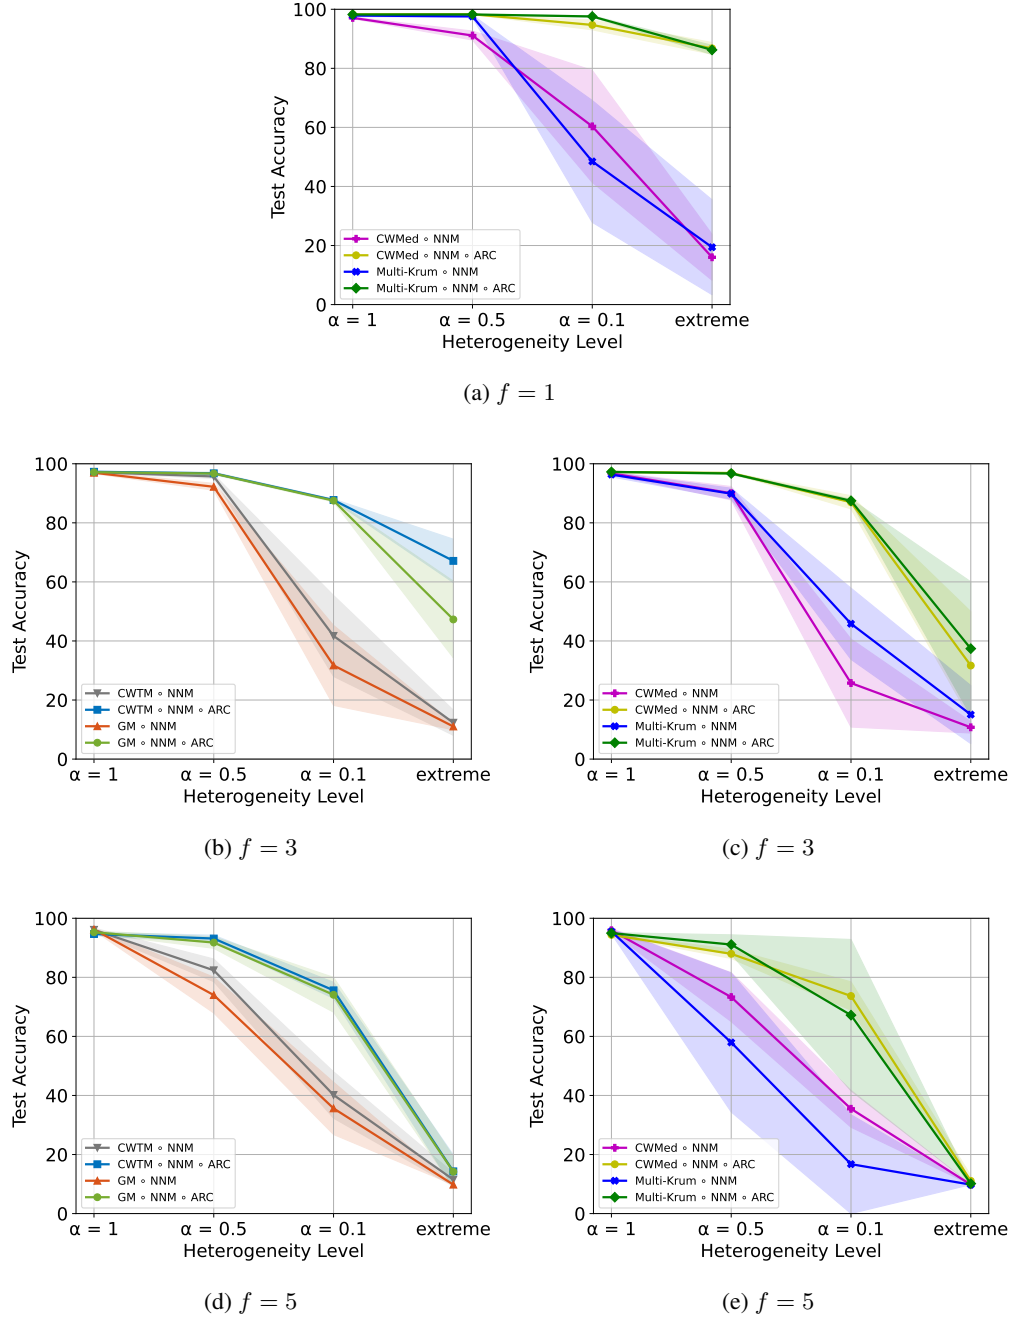 100
80
60
40
20
0
Test Accuracy
CWMed ∘ NNM
CWMed ∘ NNM ∘ ARC
Multi-Krum ∘ NNM
Multi-Krum ∘ NNM ∘ ARC
α = 1
α = 0.5
α = 0.1
extreme
Heterogeneity Level
(a) f = 1
100
80
60
40
20
0
Test Accuracy
CWTM ∘ NNM
CWTM ∘ NNM ∘ ARC
GM ∘ NNM
GM ∘ NNM ∘ ARC
α = 1
α = 0.5
α = 0.1
extreme
Heterogeneity Level
(b) f = 3
100
80
60
40
20
0
Test Accuracy
CWMed ∘ NNM
CWMed ∘ NNM ∘ ARC
Multi-Krum ∘ NNM
Multi-Krum ∘ NNM ∘ ARC
α = 1
α = 0.5
α = 0.1
extreme
Heterogeneity Level
(c) f = 3
100
80
60
40
20
0
Test Accuracy
CWTM ∘ NNM
CWTM ∘ NNM ∘ ARC
GM ∘ NNM
GM ∘ NNM ∘ ARC
α = 1
α = 0.5
α = 0.1
extreme
Heterogeneity Level
(d) f = 5
100
80
60
40
20
0
Test Accuracy
CWMed ∘ NNM
CWMed ∘ NNM ∘ ARC
Multi-Krum ∘ NNM
Multi-Krum ∘ NNM ∘ ARC
α = 1
α = 0.5
α = 0.1
extreme
Heterogeneity Level
(e) f = 5